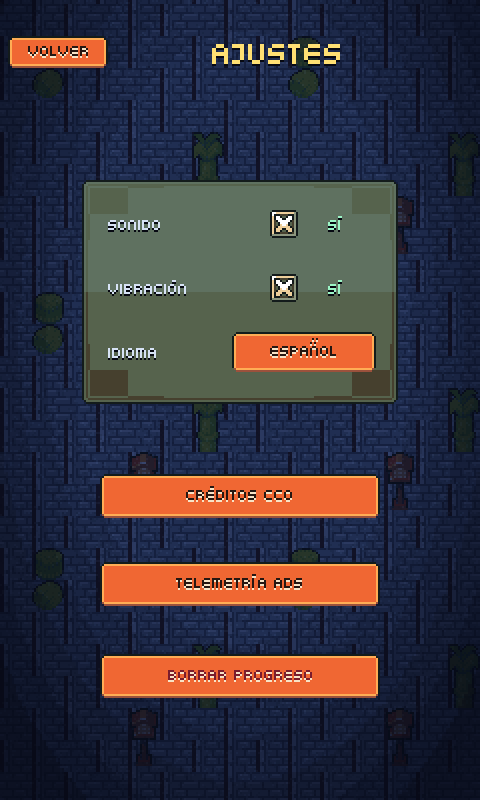 VOLVER
AJUSTES
SONIDO
SÍ
VIBRACIÓN
SÍ
IDIOMA
ESPAÑOL
CRÉDITOS CC0
TELEMETRÍA ADS
BORRAR PROGRESO